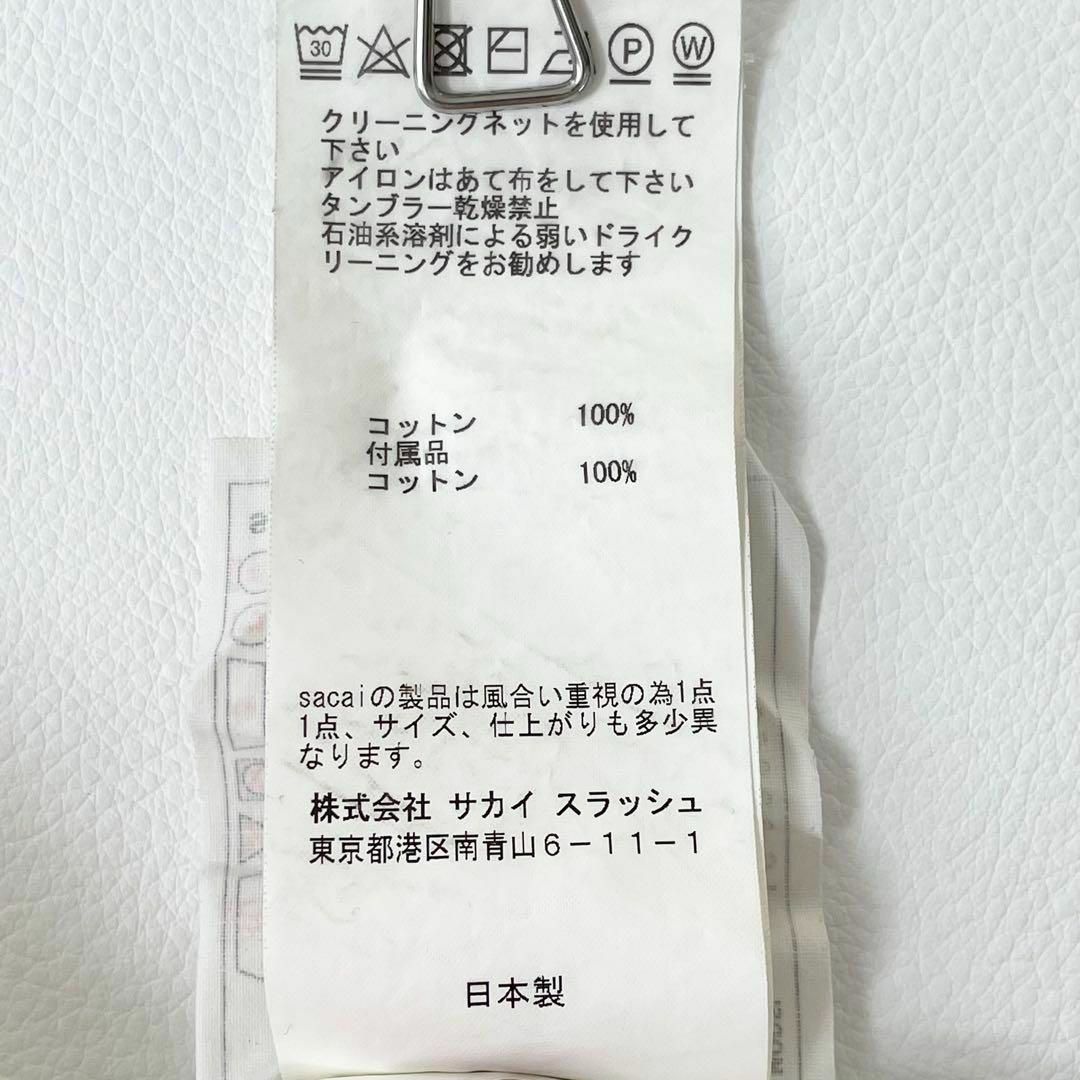 30
P
W
クリーニングネットを使用して
下さい
アイロンはあて布をして下さい
タンブラー乾燥禁止
石油系溶剤による弱いドライク
リーニングをお勧めします
コットン 100%
付属品
コットン 100%
sacaiの製品は風合い重視の為1点
1点、サイズ、仕上がりも多少異
なります。
株式会社 サカイ スラッシュ
東京都港区南青山6-11-1
日本製